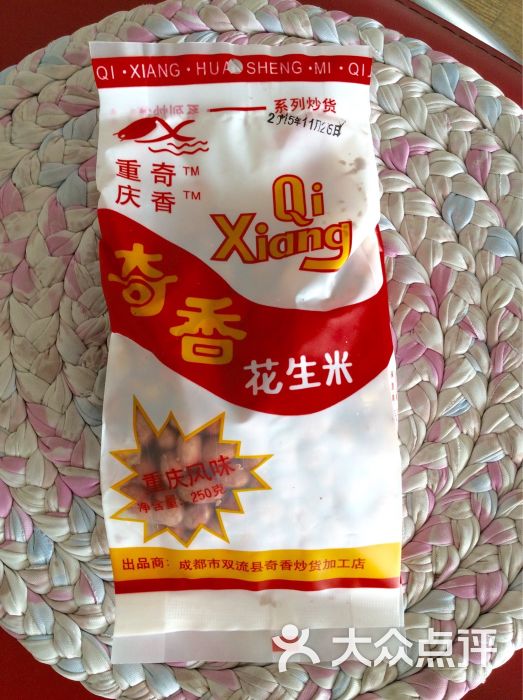 QI·XIANG·HUA SHENG·MI·QI
系列炒货
2015年11月26日
重奇™
庆香™
Qi
Xiang
奇香
花生米
重庆风味
净含量:250克
出品商:成都市双流县奇香炒货加工店
大众点评